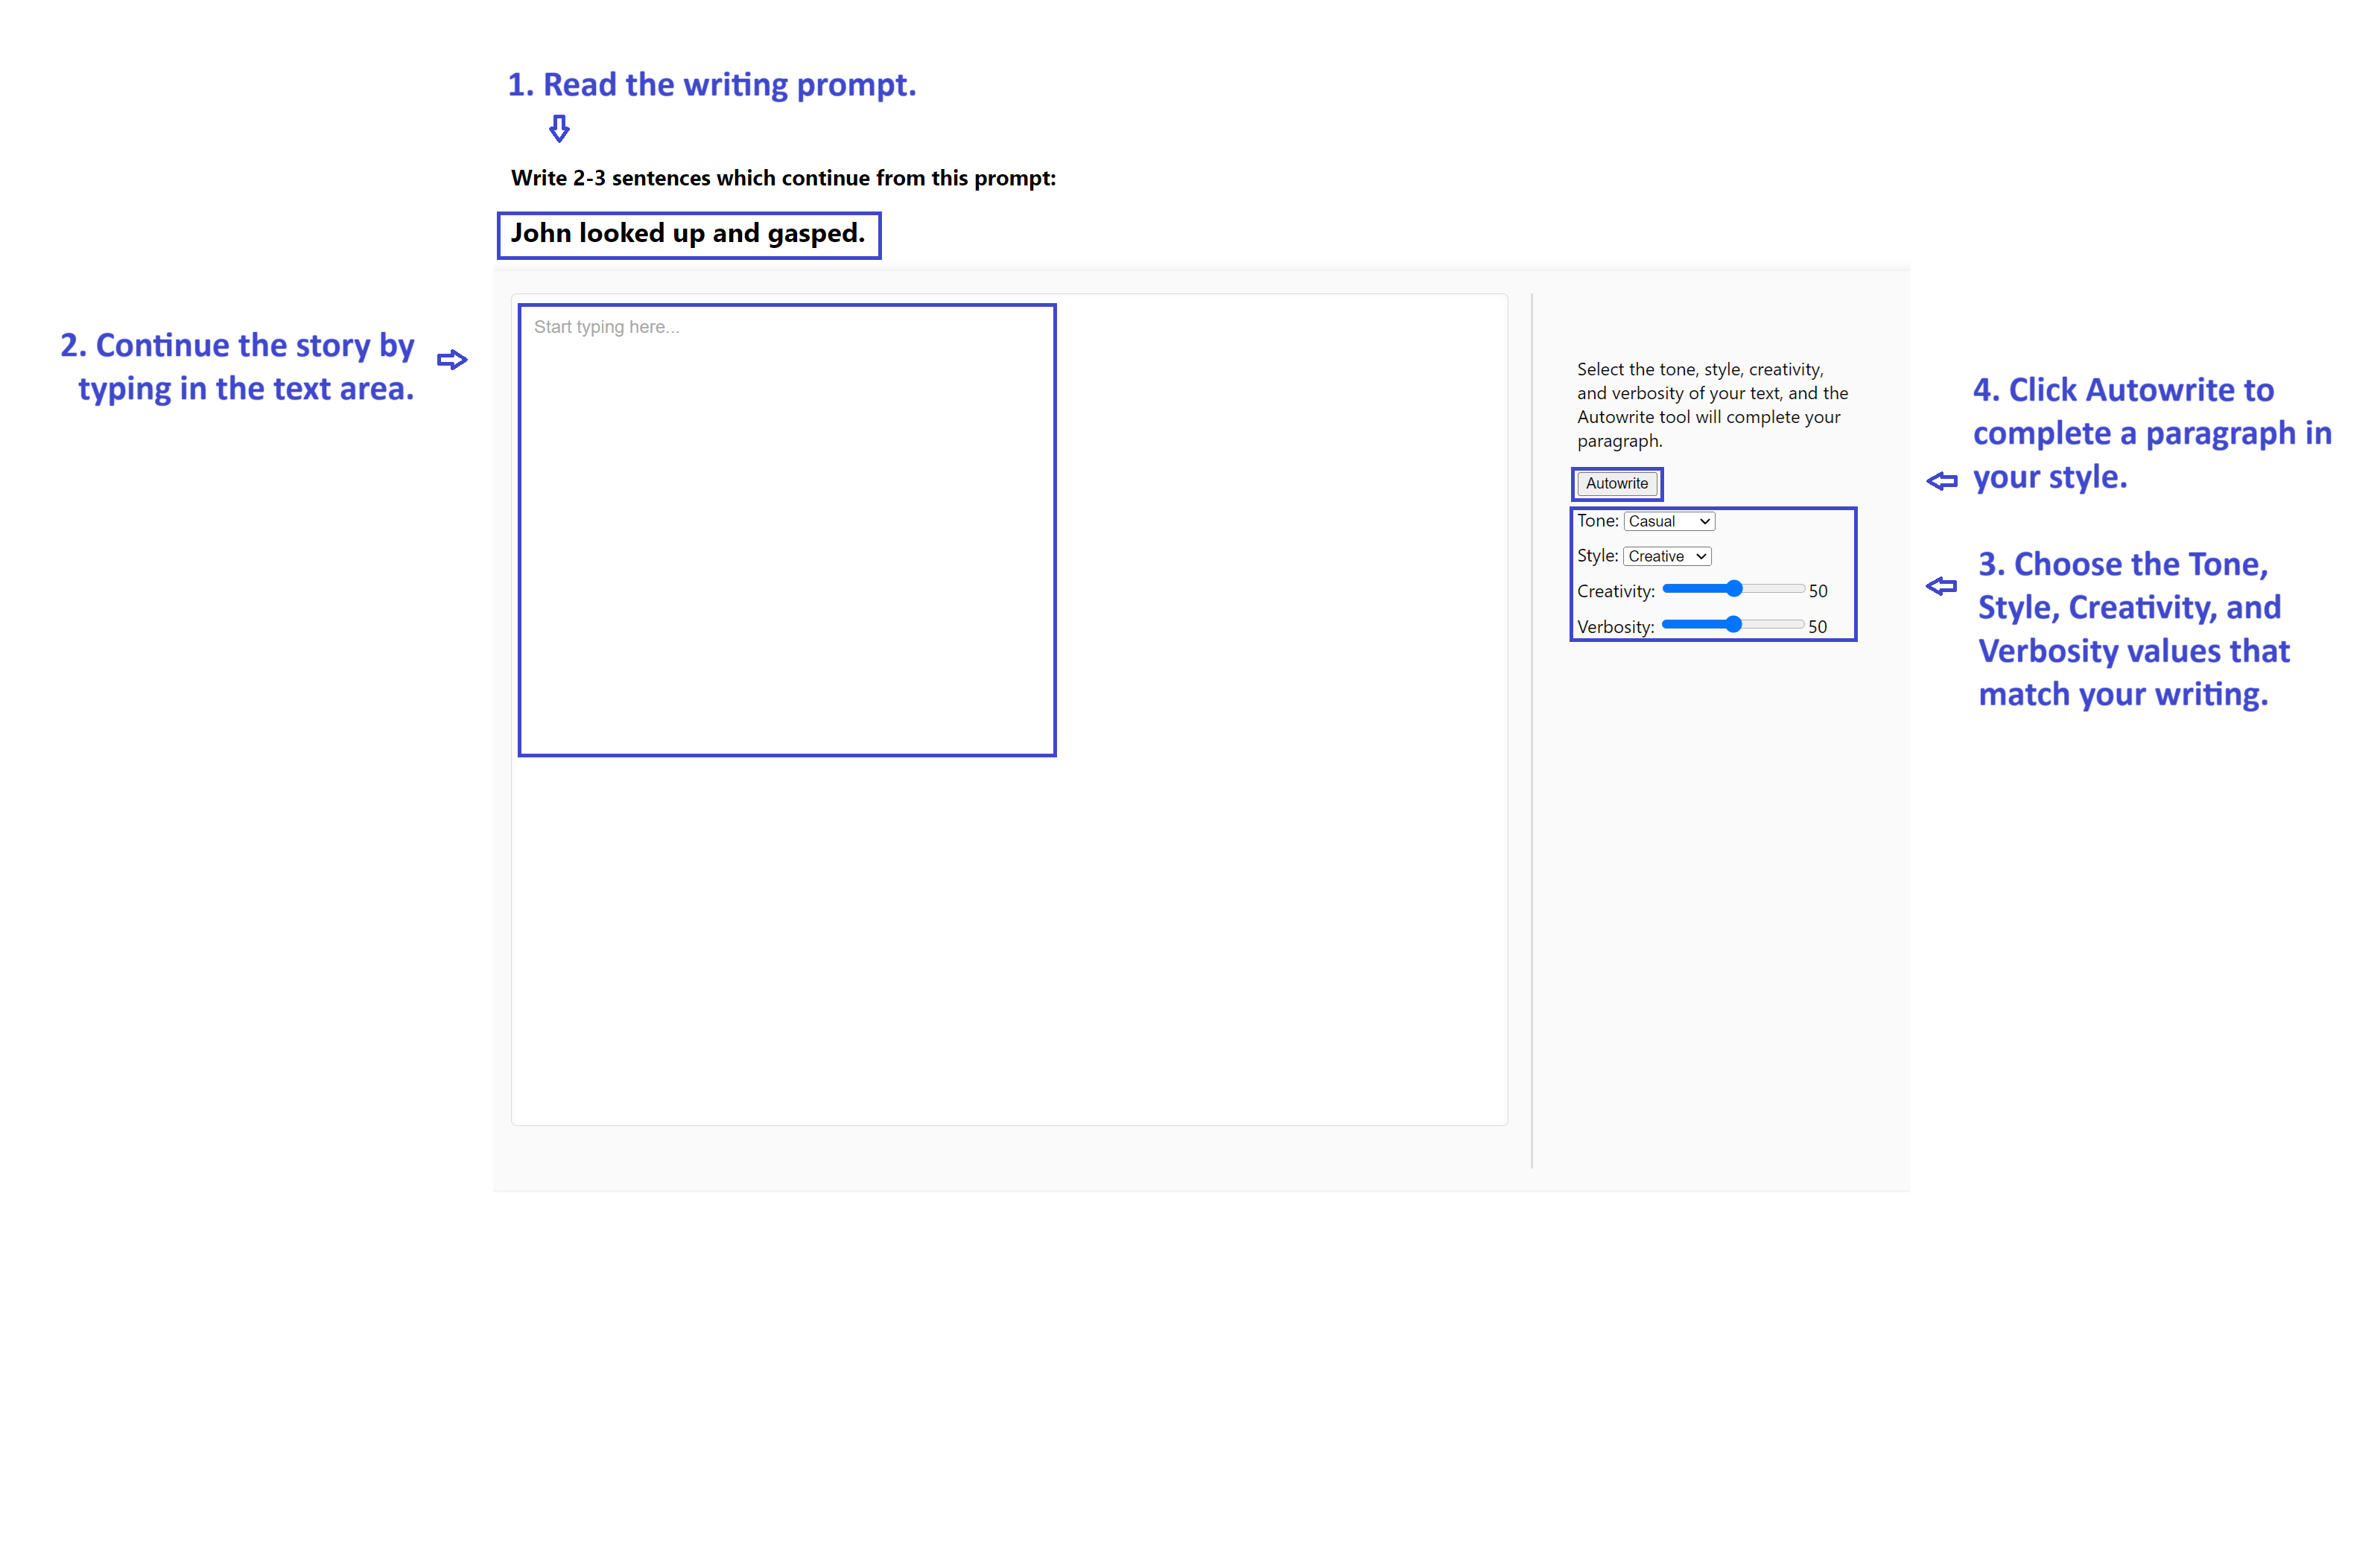 1. Read the writing prompt.
Write 2-3 sentences which continue from this prompt:
John looked up and gasped.
2. Continue the story by
typing in the text area.
Start typing here...
Select the tone, style, creativity,
and verbosity of your text, and the
Autowrite tool will complete your
paragraph.
Autowrite
Tone: Casual
Style: Creative
Creativity: 50
Verbosity: 50
4. Click Autowrite to
complete a paragraph in
your style.
3. Choose the Tone,
Style, Creativity, and
Verbosity values that
match your writing.